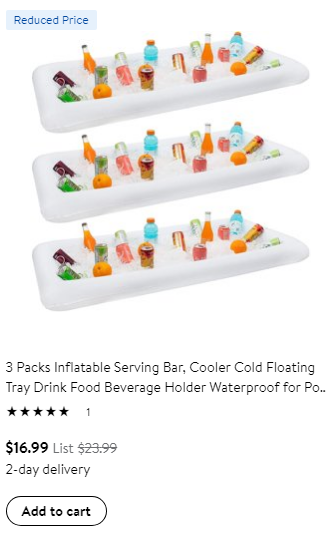 Reduced Price
3 Packs Inflatable Serving Bar, Cooler Cold Floating
Tray Drink Food Beverage Holder Waterproof for Po..
★★★★★ 1
$16.99 List $23.99
2-day delivery
Add to cart